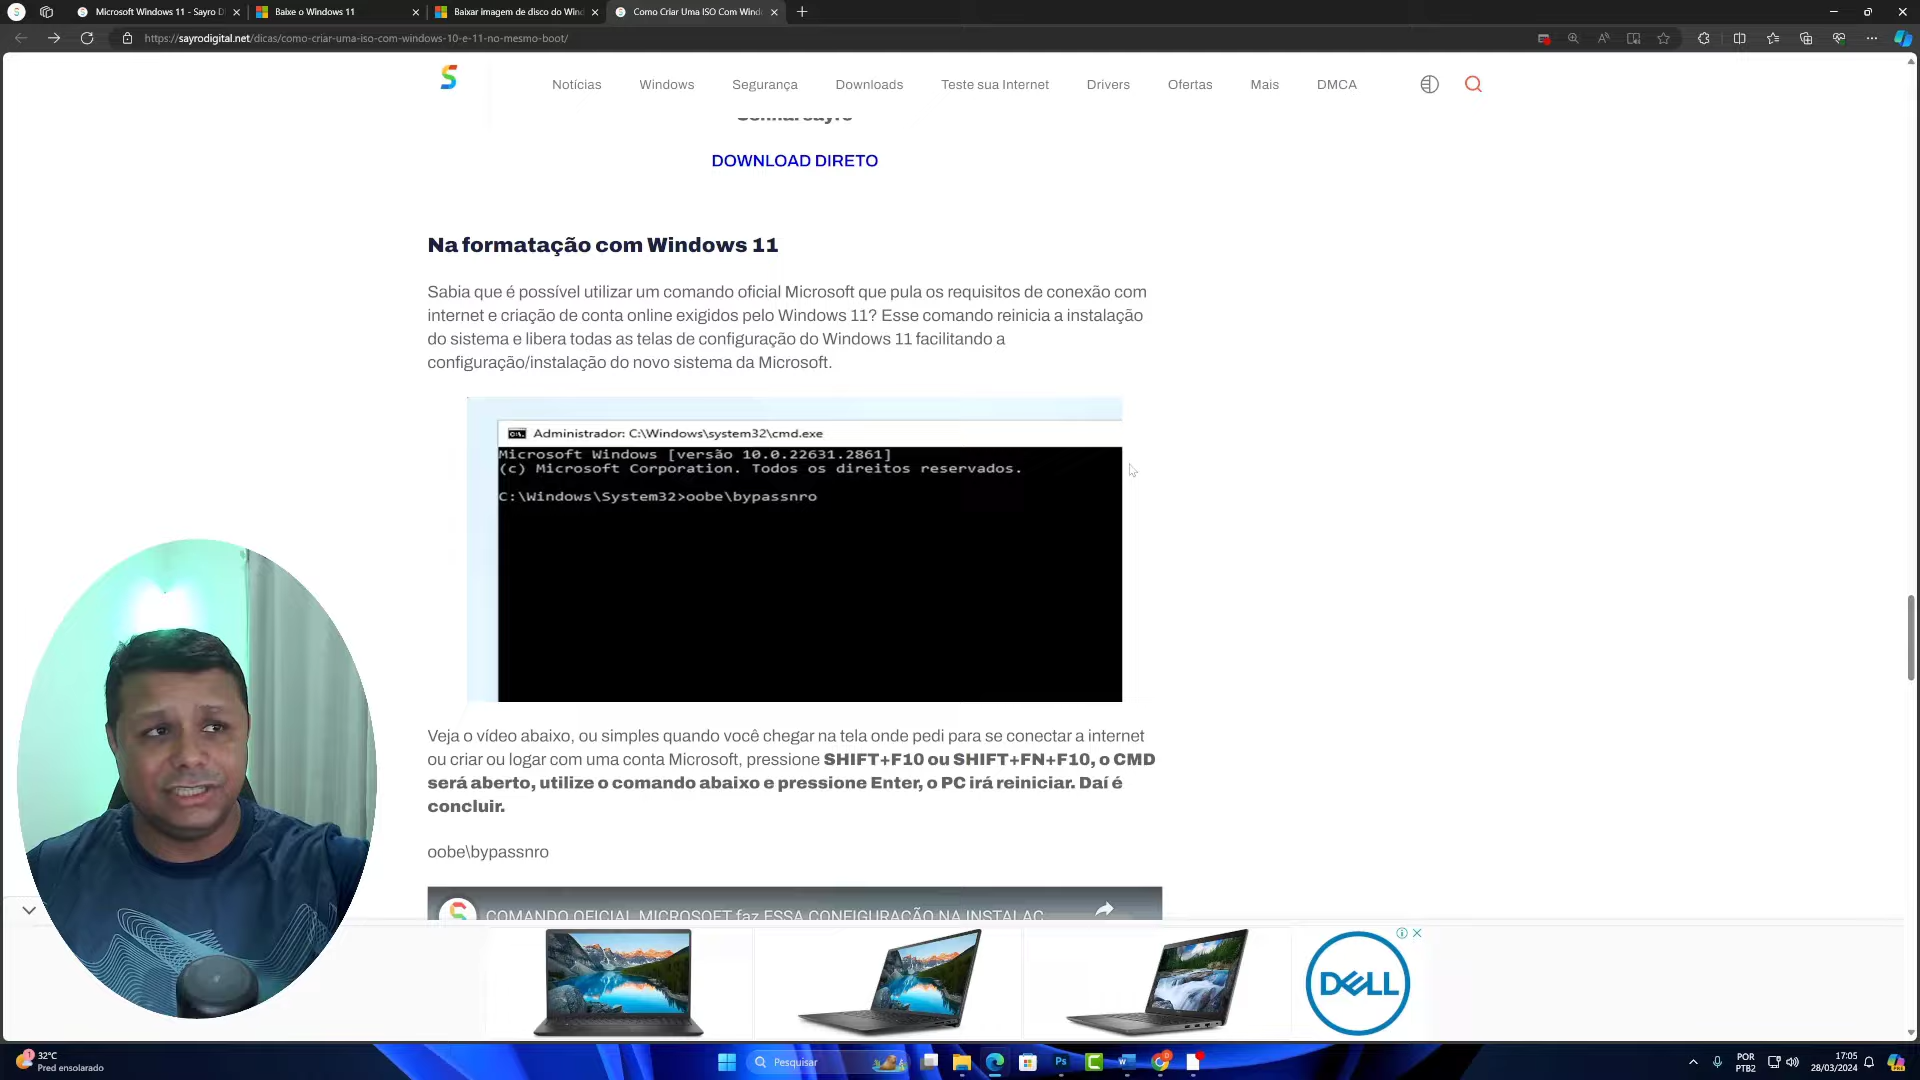 Microsoft Windows 11 - Sayro D
Baixe o Windows 11
Baixar imagem de disco do Wind
Como Criar Uma ISO Com Wind
https://sayrodigital.net/dicas/como-criar-uma-iso-com-windows-10-e-11-no-mesmo-boot/
Notícias
Windows
Segurança
Downloads
Teste sua Internet
Drivers
Ofertas
Mais
DMCA
DOWNLOAD DIRETO
Na formatação com Windows 11
Sabia que é possível utilizar um comando oficial Microsoft que pula os requisitos de conexão com
internet e criação de conta online exigidos pelo Windows 11? Esse comando reinicia a instalação
do sistema e libera todas as telas de configuração do Windows 11 facilitando a
configuração/instalação do novo sistema da Microsoft.
Administrador: C:\Windows\system32\cmd.exe
Microsoft Windows [versão 10.0.22631.2861]
(c) Microsoft Corporation. Todos os direitos reservados.
C:\Windows\System32>oobe\bypassnro
Veja o vídeo abaixo, ou simples quando você chegar na tela onde pedi para se conectar a internet
ou criar ou logar com uma conta Microsoft, pressione SHIFT+F10 ou SHIFT+FN+F10, o CMD
será aberto, utilize o comando abaixo e pressione Enter, o PC irá reiniciar. Daí é
concluir.
oobe\bypassnro
COMANDO OFICIAL MICROSOFT faz ESSA CONFIGURAÇÃO NA INSTALAÇ
DELL
32°C
Pred ensolarado
Pesquisar
POR
PTB2
17:05
28/03/2024